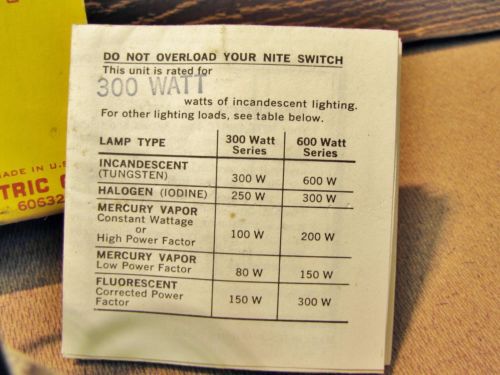 DO NOT OVERLOAD YOUR NITE SWITCH
This unit is rated for
300 WATT
watts of incandescent lighting.
For other lighting loads, see table below.
LAMP TYPE 300 Watt Series 600 Watt Series
INCANDESCENT (TUNGSTEN) 300 W 600 W
HALOGEN (IODINE) 250 W 300 W
MERCURY VAPOR
Constant Wattage
or
High Power Factor 100 W 200 W
MERCURY VAPOR
Low Power Factor 80 W 150 W
FLUORESCENT
Corrected Power
Factor 150 W 300 W
MADE IN U.S
TRIC
60632